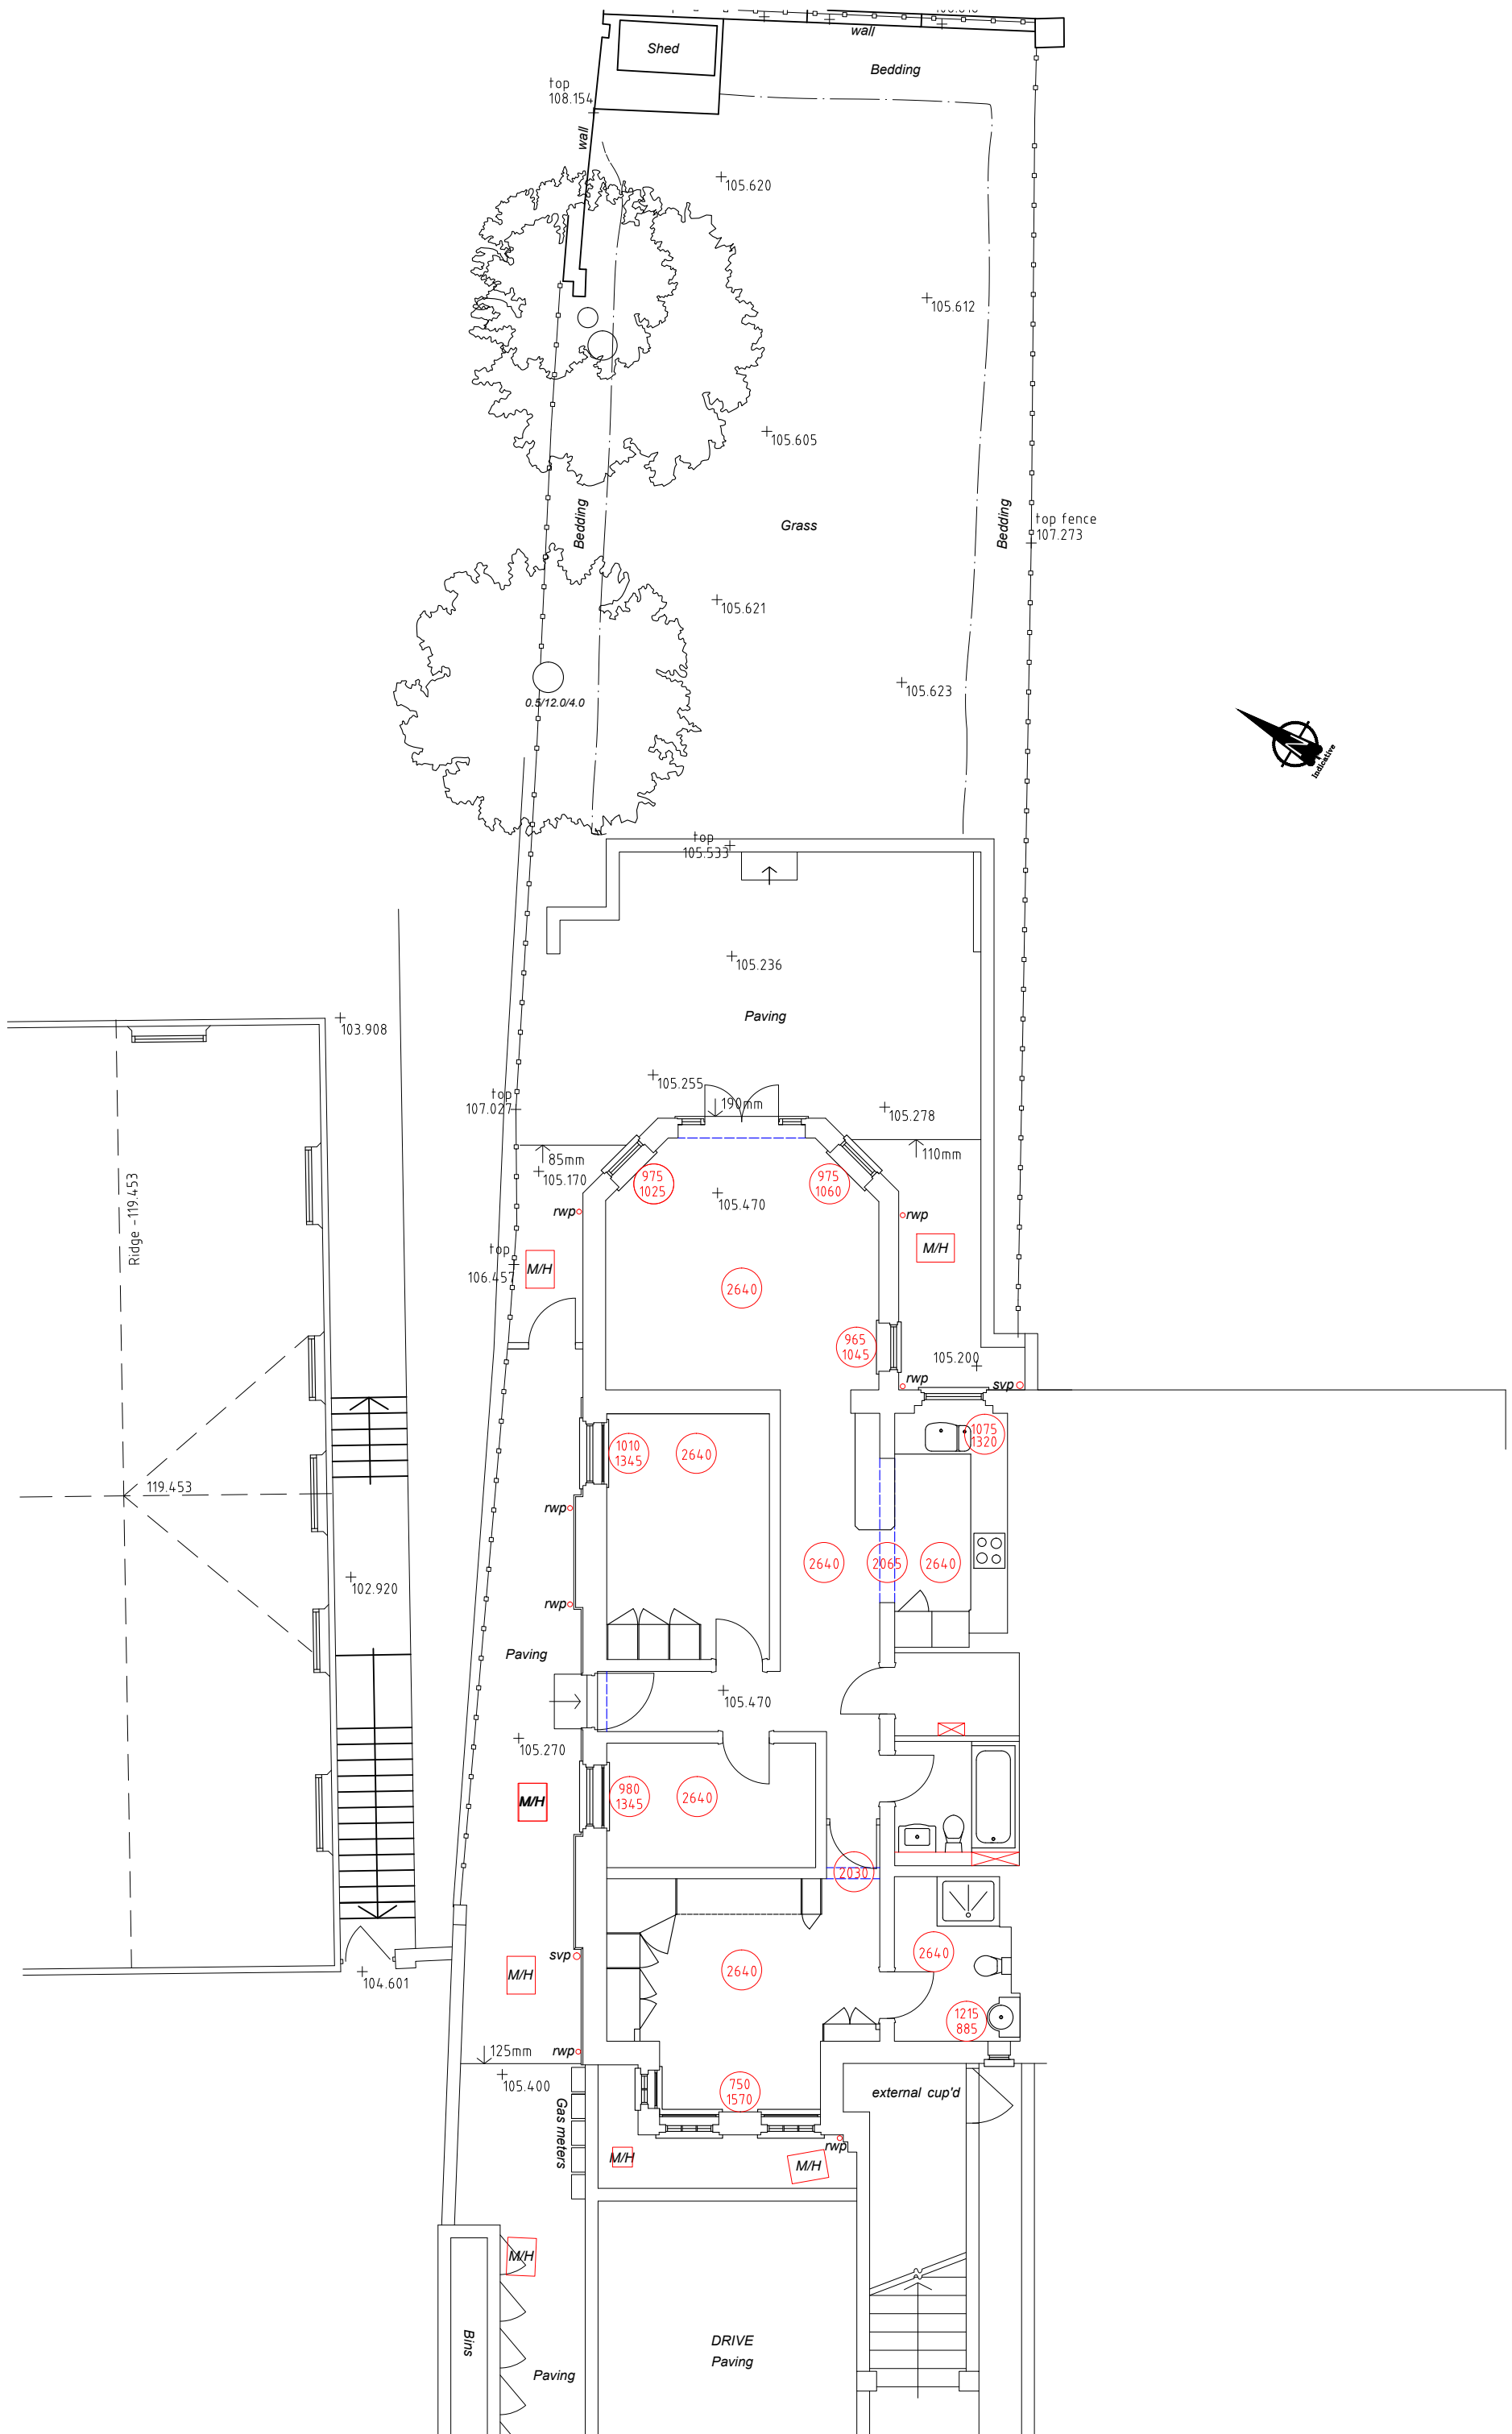 wall
Shed
Bedding
top
108.154
wall
105.620
105.612
105.605
Bedding
Grass
Bedding
top fence
107.273
105.621
105.623
0.5/12.0/4.0
N
Indicative
top
105.533
105.236
Paving
103.908
105.255
190mm
105.278
top
107.027
85mm
110mm
105.170
975
1025
975
1060
105.470
Ridge -119.453
rwp
rwp
M/H
top
106.457
M/H
2640
965
1045
105.200
rwp
svp
1010
1345
2640
1075
1320
119.453
rwp
2640
2065
2640
102.920
rwp
Paving
105.470
105.270
M/H
980
1345
2640
2030
svp
2640
2640
M/H
104.601
1215
885
rwp
125mm
105.400
750
1570
external cup'd
Gas meters
rwp
M/H
M/H
M/H
Bins
DRIVE
Paving
Paving